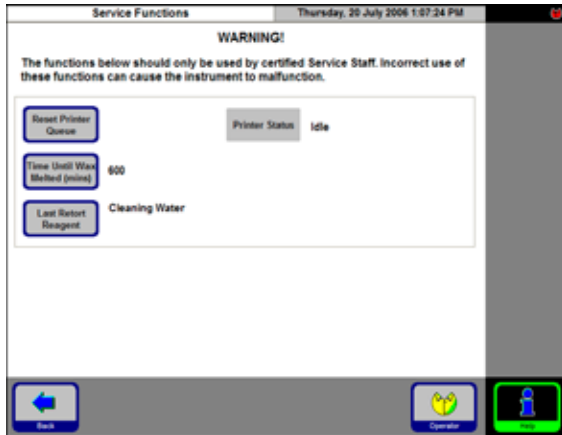 Service Functions
Thursday, 20 July 2006 1:07:24 PM
WARNING!
The functions below should only be used by certified Service Staff. Incorrect use of
these functions can cause the instrument to malfunction.
Reset Printer
Queue
Printer Status
Idle
Time Until Wax
Melted (mins)
600
Last Retort
Reagent
Cleaning Water
Back
Operator
Help